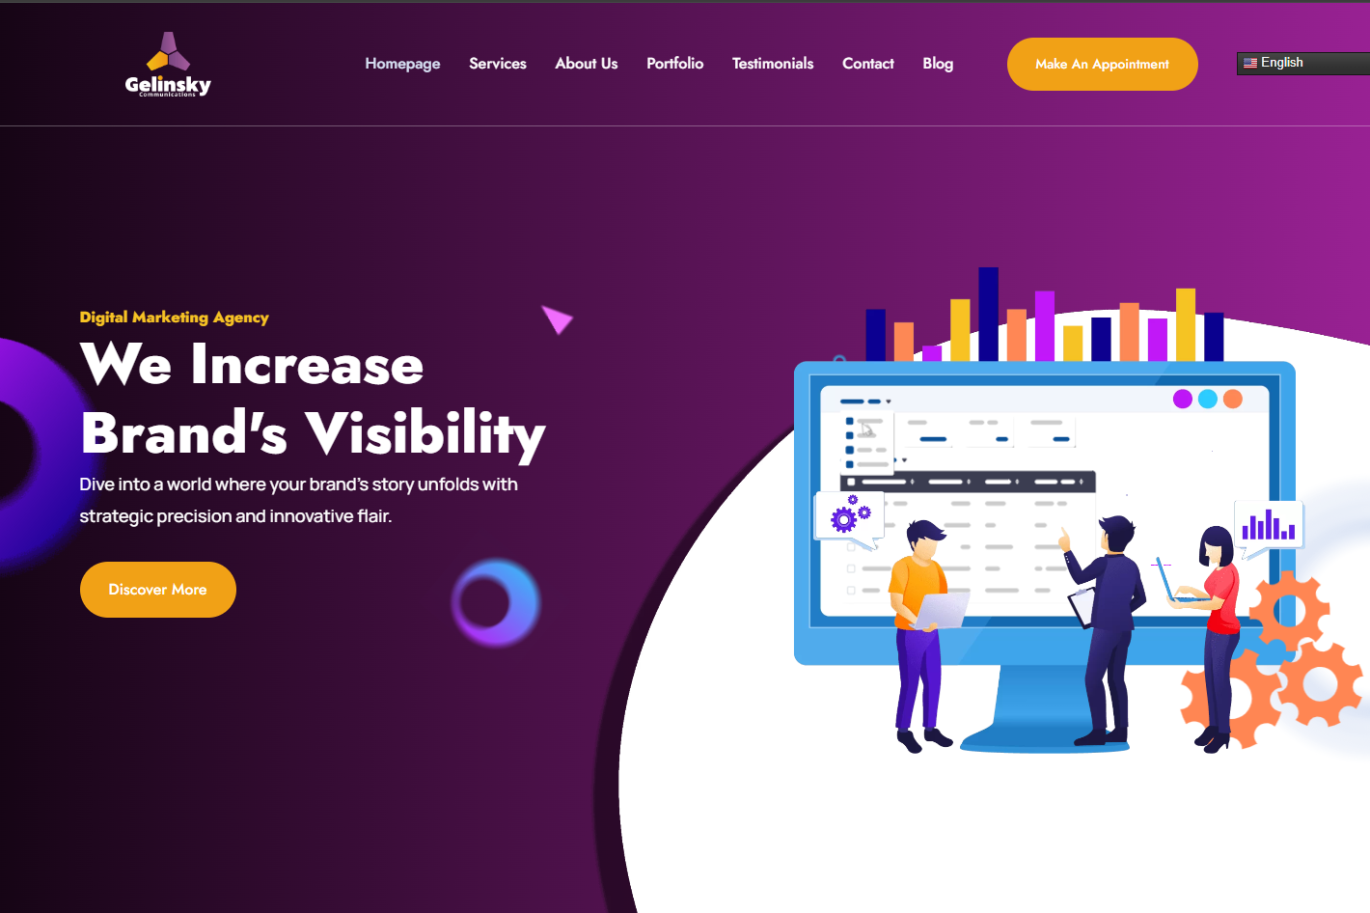 Gelinsky
Communications
Homepage Services About Us Portfolio Testimonials Contact Blog
Make An Appointment
English
Digital Marketing Agency
We Increase
Brand's Visibility
Dive into a world where your brand's story unfolds with
strategic precision and innovative flair.
Discover More